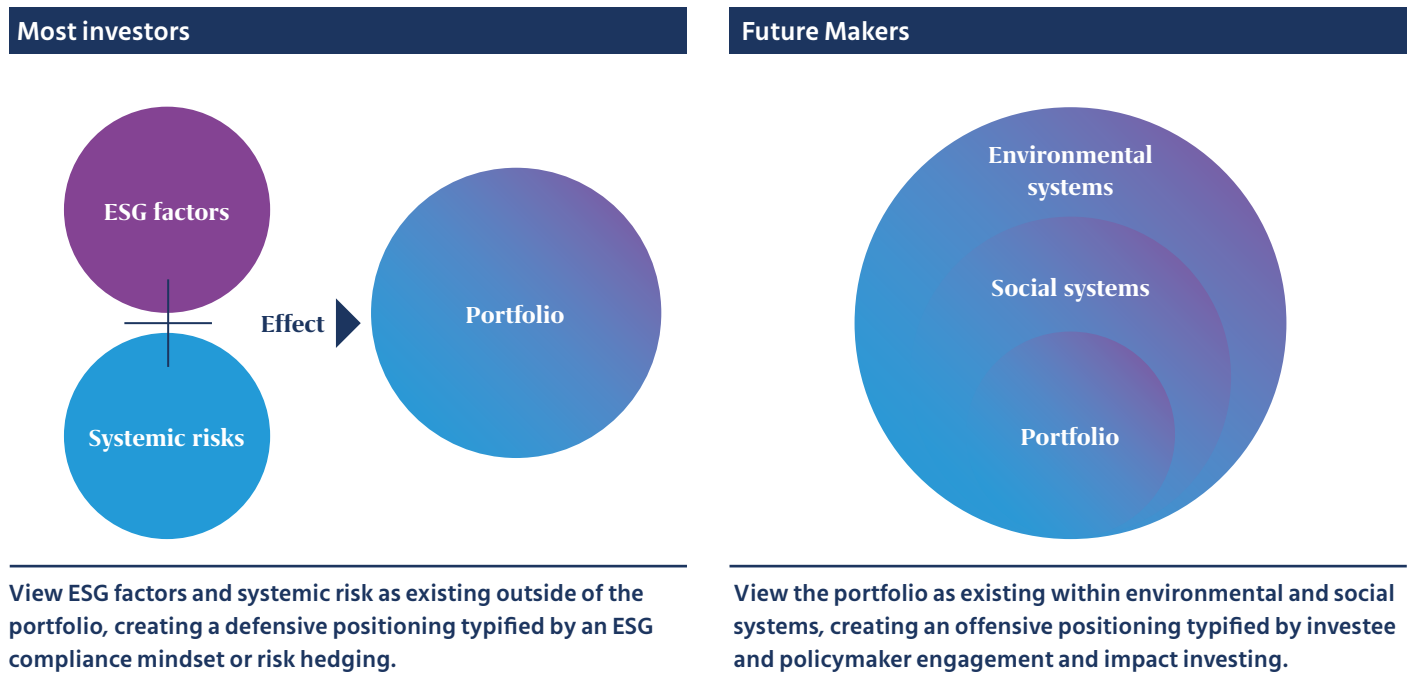 Most investors
ESG factors
Systemic risks
Effect
Portfolio
View ESG factors and systemic risk as existing outside of the
portfolio, creating a defensive positioning typified by an ESG
compliance mindset or risk hedging.
Future Makers
Environmental
systems
Social systems
Portfolio
View the portfolio as existing within environmental and social
systems, creating an offensive positioning typified by investee
and policymaker engagement and impact investing.